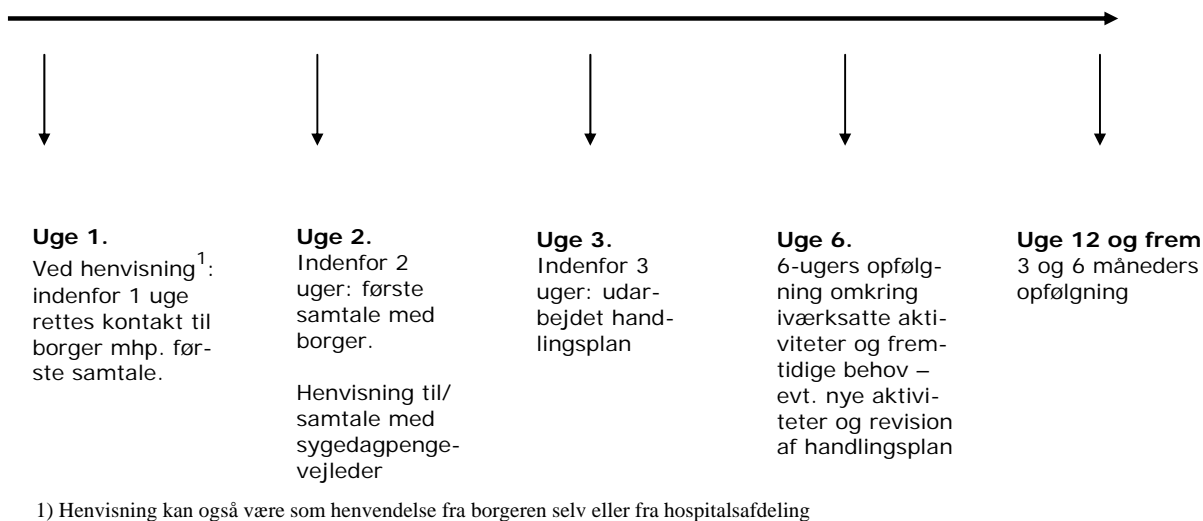 Uge 1.
Ved henvisning1:
indenfor 1 uge
rettes kontakt til
borger mhp. før-
ste samtale.
Uge 2.
Indenfor 2
uger: første
samtale med
borger.
Henvisning til/
samtale med
sygedagpenge-
vejleder
Uge 3.
Indenfor 3
uger: udar-
bejdet hand-
lingsplan
Uge 6.
6-ugers opfølg-
ning omkring
iværksatte akti-
viteter og frem-
tidige behov –
evt. nye aktivi-
teter og revision
af handlingsplan
Uge 12 og frem
3 og 6 måneders
opfølgning
1) Henvisning kan også være som henvendelse fra borgeren selv eller fra hospitalsafdeling